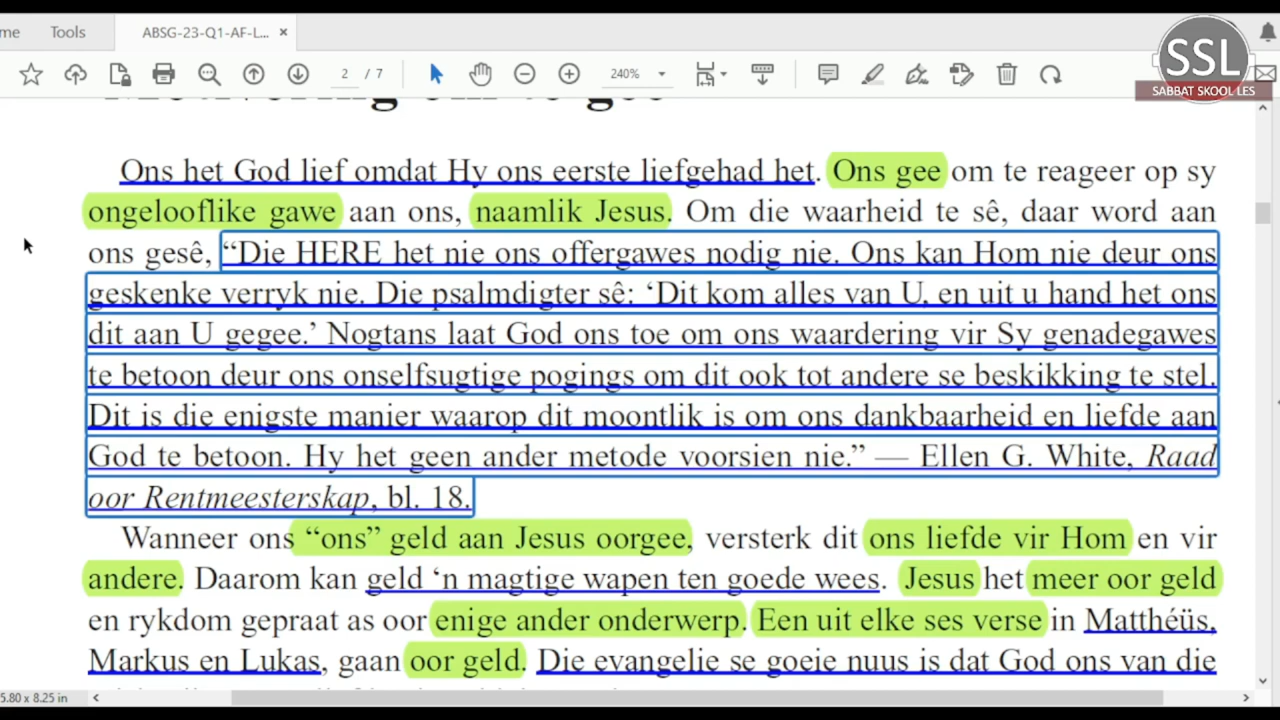 me
Tools
ABSG-23-Q1-AF-L...
×
2 / 7
240%
SSL
SABBAT SKOOL LES
Motivering om te gee
Ons het God lief omdat Hy ons eerste liefgehad het. Ons gee om te reageer op sy
ongelooflike gawe aan ons, naamlik Jesus. Om die waarheid te sê, daar word aan
ons gesê, “Die HERE het nie ons offergawes nodig nie. Ons kan Hom nie deur ons
geskenke verryk nie. Die psalmdigter sê: ‘Dit kom alles van U, en uit u hand het ons
dit aan U gegee.’ Nogtans laat God ons toe om ons waardering vir Sy genadegawes
te betoon deur ons onselfsugtige pogings om dit ook tot andere se beskikking te stel.
Dit is die enigste manier waarop dit moontlik is om ons dankbaarheid en liefde aan
God te betoon. Hy het geen ander metode voorsien nie.” — Ellen G. White, Raad
oor Rentmeesterskap, bl. 18.
Wanneer ons “ons” geld aan Jesus oorgee, versterk dit ons liefde vir Hom en vir
andere. Daarom kan geld ‘n magtige wapen ten goede wees. Jesus het meer oor geld
en rykdom gepraat as oor enige ander onderwerp. Een uit elke ses verse in Matthéüs,
Markus en Lukas, gaan oor geld. Die evangelie se goeie nuus is dat God ons van die
5.80 x 8.25 in